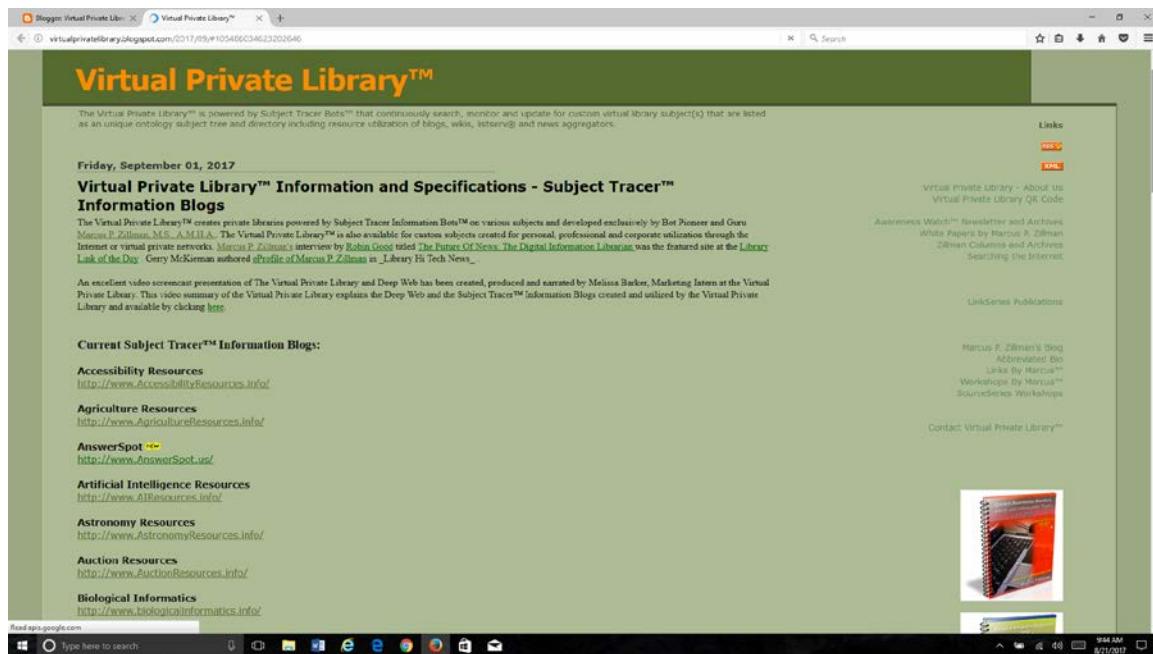 Blogger: Virtual Private Libr
Virtual Private Library™
virtualprivatelibrary.blogspot.com/2017/09/#105466034623202646
Search
Virtual Private Library™
The Virtual Private Library™ is powered by Subject Tracer Bots™ that continuously search, monitor and update for custom virtual library subject(s) that are listed
as an unique ontology subject tree and directory including resource utilization of blogs, wikis, listserv® and news aggregators.
Friday, September 01, 2017
Virtual Private Library™ Information and Specifications - Subject Tracer™
Information Blogs
The Virtual Private Library™ creates private libraries powered by Subject Tracer Information Bots™ on various subjects and developed exclusively by Bot Pioneer and Guru
Marcus P. Zillman, M.S., A.M.H.A.. The Virtual Private Library™ is also available for custom subjects created for personal, professional and corporate utilization through the
Internet or virtual private networks. Marcus P. Zillman's interview by Robin Good titled The Future Of News: The Digital Information Librarian was the featured site at the Library
Link of the Day. Gerry McKiernan authored eProfile of Marcus P. Zillman in _Library Hi Tech News_.
An excellent video screencast presentation of The Virtual Private Library and Deep Web has been created, produced and narrated by Melissa Barker, Marketing Intern at the Virtual
Private Library. This video summary of the Virtual Private Library explains the Deep Web and the Subject Tracer™ Information Blogs created and utilized by the Virtual Private
Library and available by clicking here.
Current Subject Tracer™ Information Blogs:
Accessibility Resources
http://www.AccessibilityResources.info/
Agriculture Resources
http://www.AgricultureResources.info/
AnswerSpot NEW
http://www.AnswerSpot.us/
Artificial Intelligence Resources
http://www.AIResources.info/
Astronomy Resources
http://www.AstronomyResources.info/
Auction Resources
http://www.AuctionResources.info/
Biological Informatics
http://www.biologicalinformatics.info/
Links
RSS
XML
Virtual Private Library - About Us
Virtual Private Library QR Code
Awareness Watch™ Newsletter and Archives
White Papers by Marcus P. Zillman
Zillman Columns and Archives
Searching the Internet
LinkSeries Publications
Marcus P. Zillman's Blog
Abbreviated Bio
Links By Marcus™
Workshops By Marcus™
SourceSeries Workshops
Contact Virtual Private Library™
Read apis.google.com
Type here to search
9:44 AM
8/21/2017